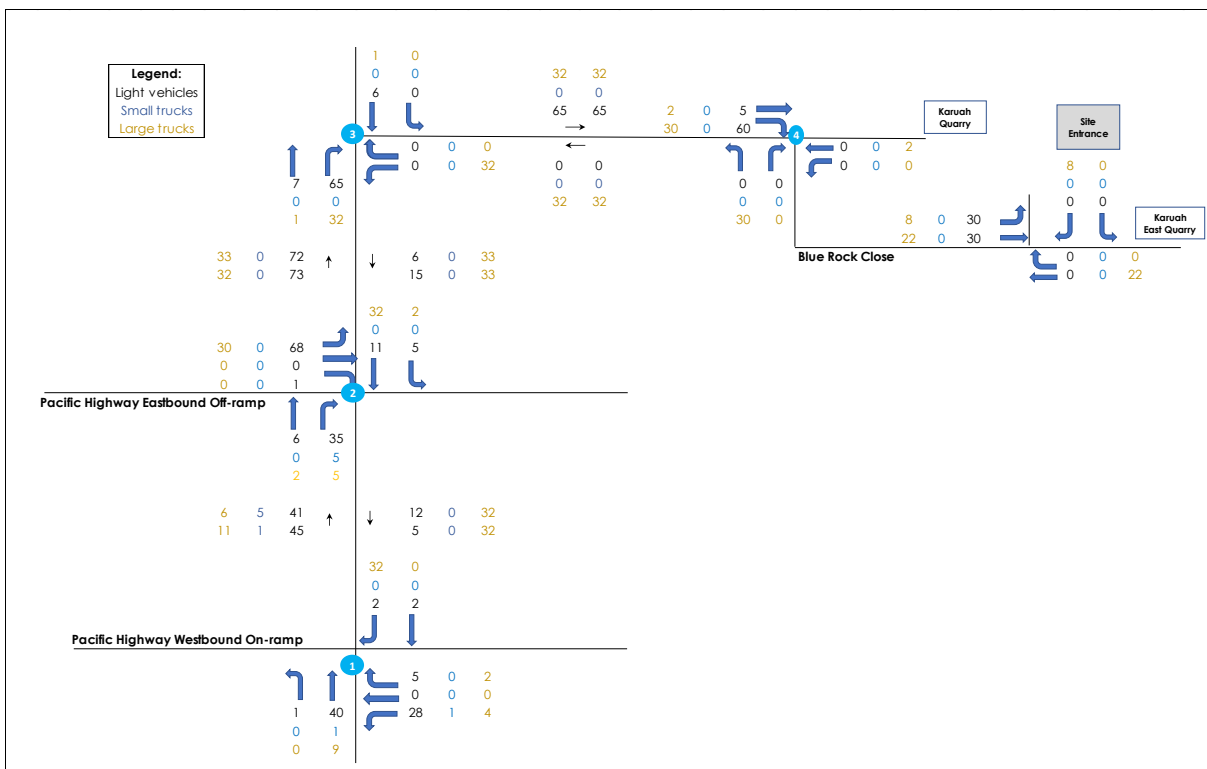 1 0
Legend:
Light vehicles
Small trucks
Large trucks
0 0
6 0
32 32
0 0
65 65
2 0 5
30 0 60
Karuah
Quarry
Site
Entrance
3
4
0 0 0
0 0 32
0 0
0 0
32 32
0 0 2
0 0 0
7 65
0 0
1 32
0 0
0 0
30 0
8 0
0 0
0 0
8 0 30
22 0 30
Karuah
East Quarry
Blue Rock Close
0 0 0
0 0 22
33 0 72
32 0 73
6 0 33
15 0 33
32 2
0 0
11 5
30 0 68
0 0 0
0 0 1
2
Pacific Highway Eastbound Off-ramp
6 35
0 5
2 5
6 5 41
11 1 45
12 0 32
5 0 32
32 0
0 0
2 2
Pacific Highway Westbound On-ramp
1
5 0 2
0 0 0
28 1 4
1 40
0 1
0 9